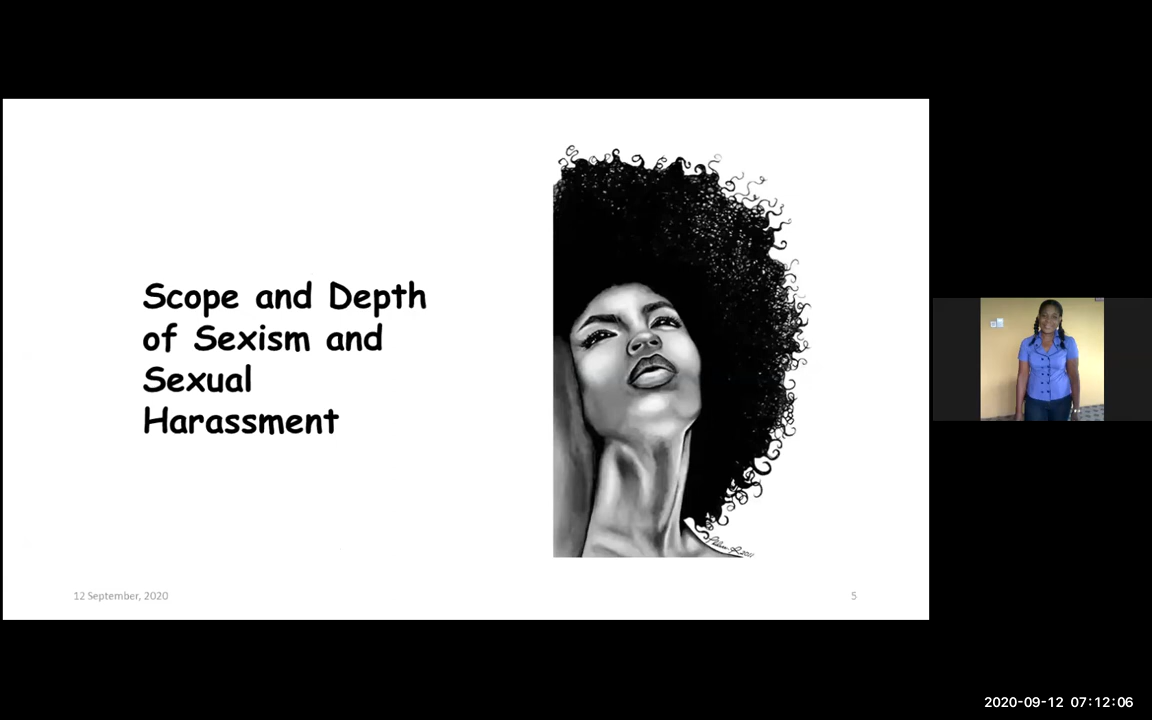 Scope and Depth
of Sexism and
Sexual
Harassment
12 September, 2020
5
2020-09-12 07:12:06